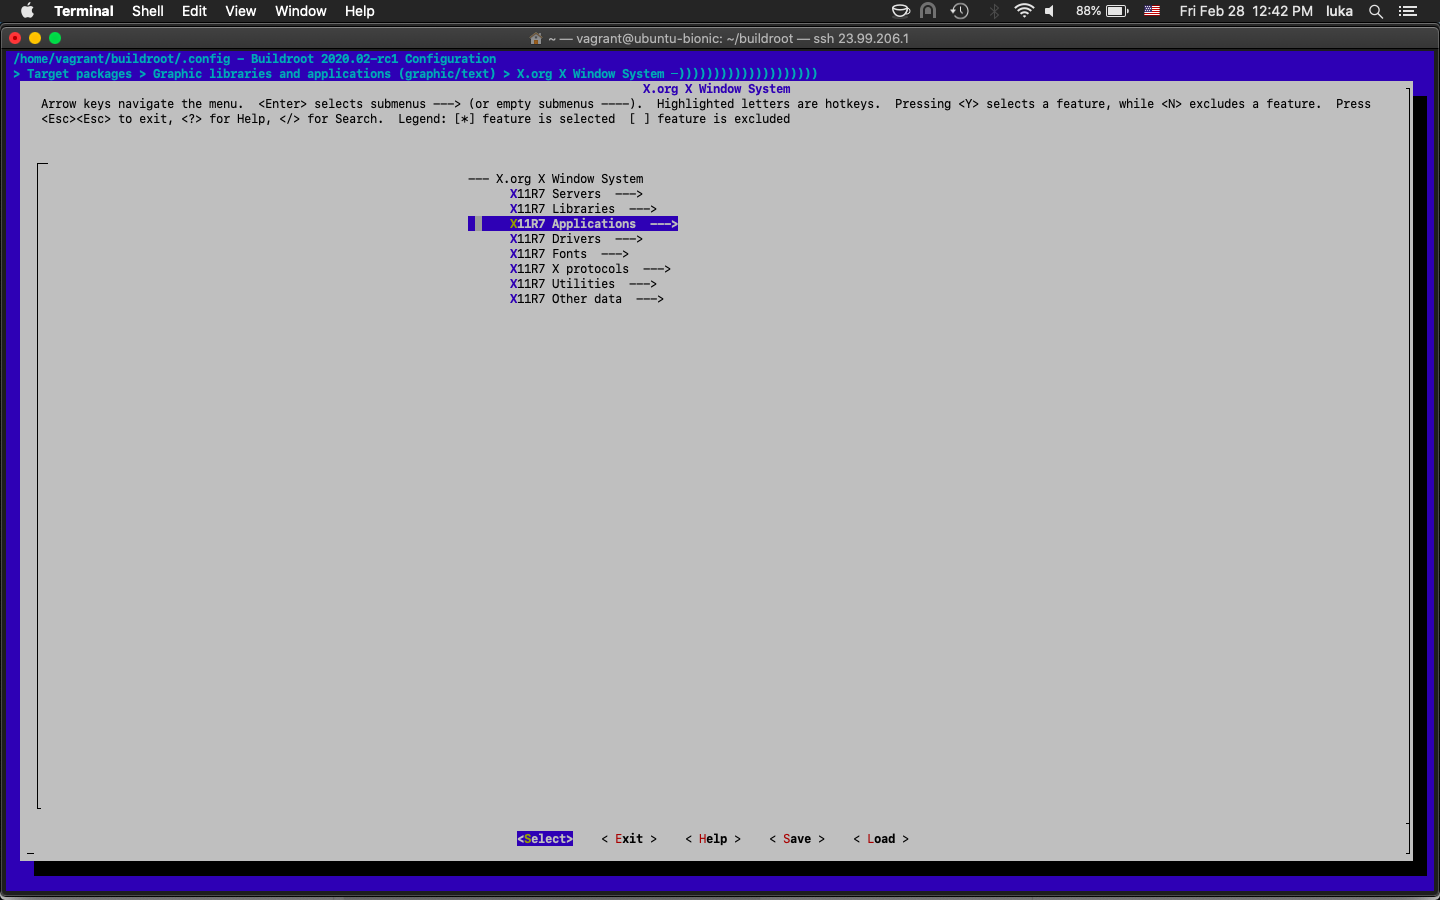 Terminal Shell Edit View Window Help 88% Fri Feb 28 12:42 PM luka
~ — vagrant@ubuntu-bionic: ~/buildroot — ssh 23.99.206.1
/home/vagrant/buildroot/.config - Buildroot 2020.02-rc1 Configuration
> Target packages > Graphic libraries and applications (graphic/text) > X.org X Window System —))))))))))))))))))))
X.org X Window System
Arrow keys navigate the menu. <Enter> selects submenus ---> (or empty submenus ----). Highlighted letters are hotkeys. Pressing <Y> selects a feature, while <N> excludes a feature. Press
<Esc><Esc> to exit, <?> for Help, </> for Search. Legend: [*] feature is selected [ ] feature is excluded
--- X.org X Window System
X11R7 Servers --->
X11R7 Libraries --->
X11R7 Applications --->
X11R7 Drivers --->
X11R7 Fonts --->
X11R7 X protocols --->
X11R7 Utilities --->
X11R7 Other data --->
<Select> < Exit > < Help > < Save > < Load >